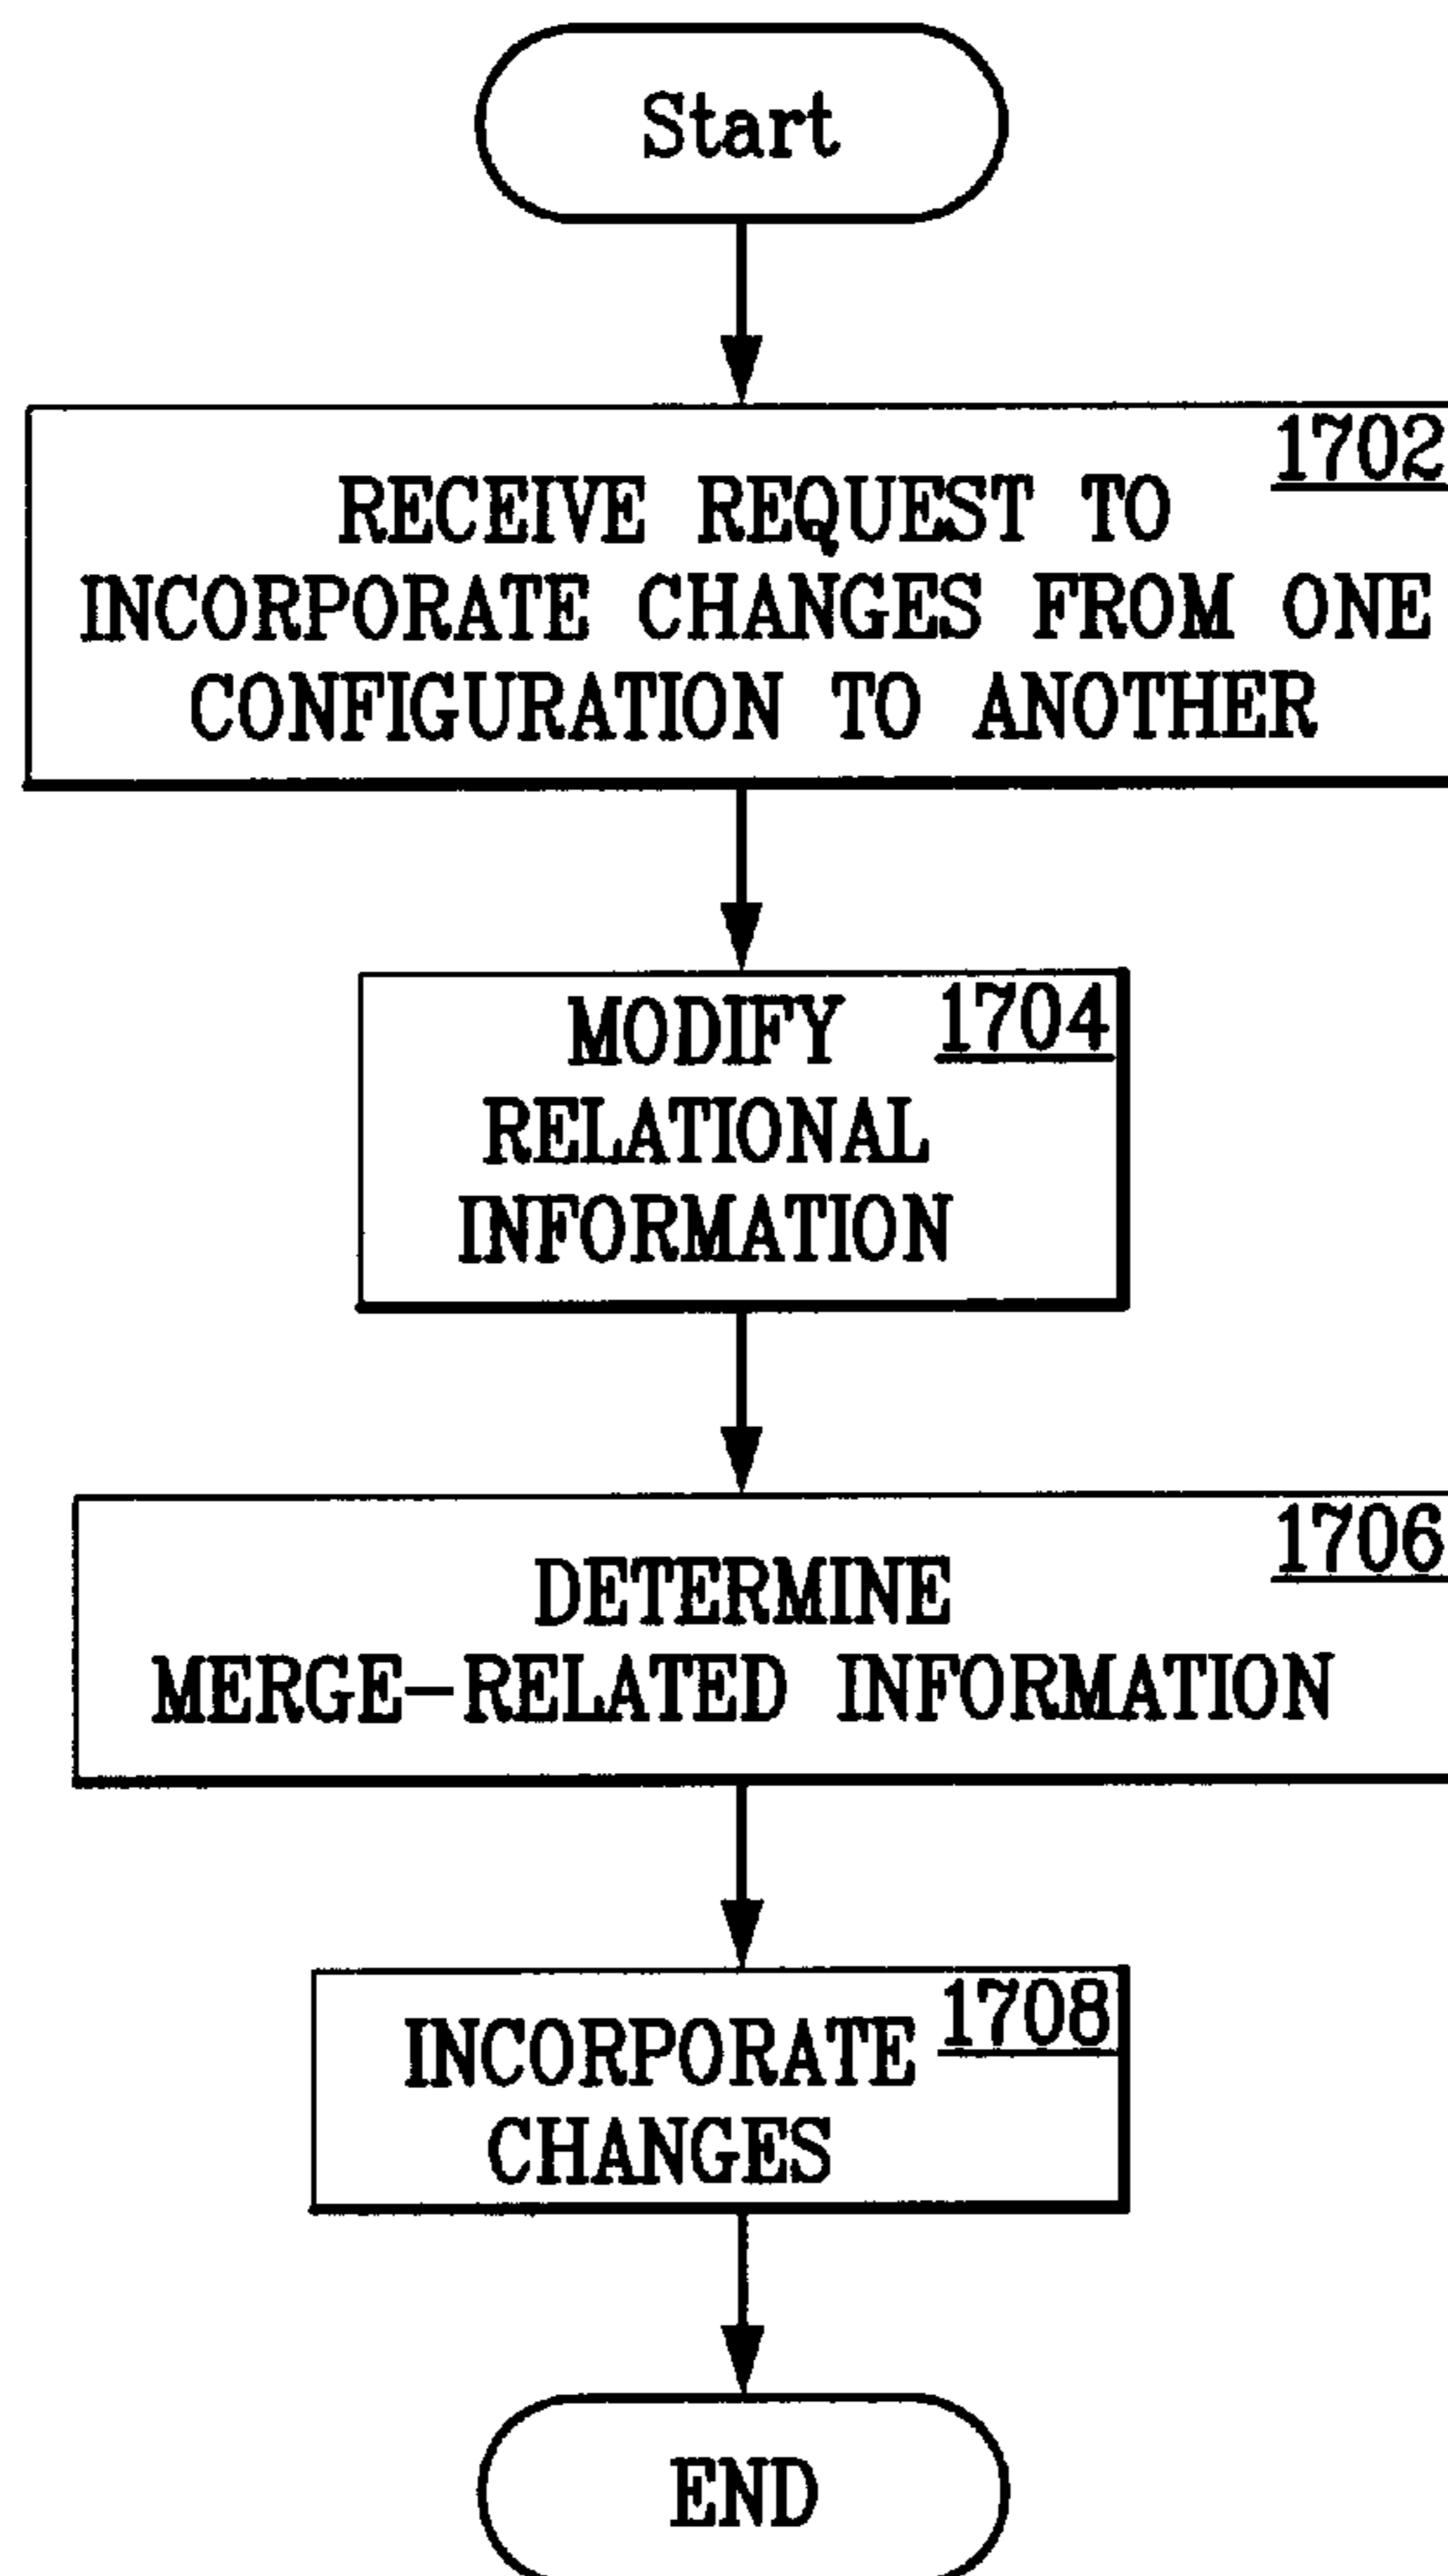 Start
1702
RECEIVE REQUEST TO
INCORPORATE CHANGES FROM ONE
CONFIGURATION TO ANOTHER
MODIFY 1704
RELATIONAL
INFORMATION
1706
DETERMINE
MERGE-RELATED INFORMATION
INCORPORATE 1708
CHANGES
END